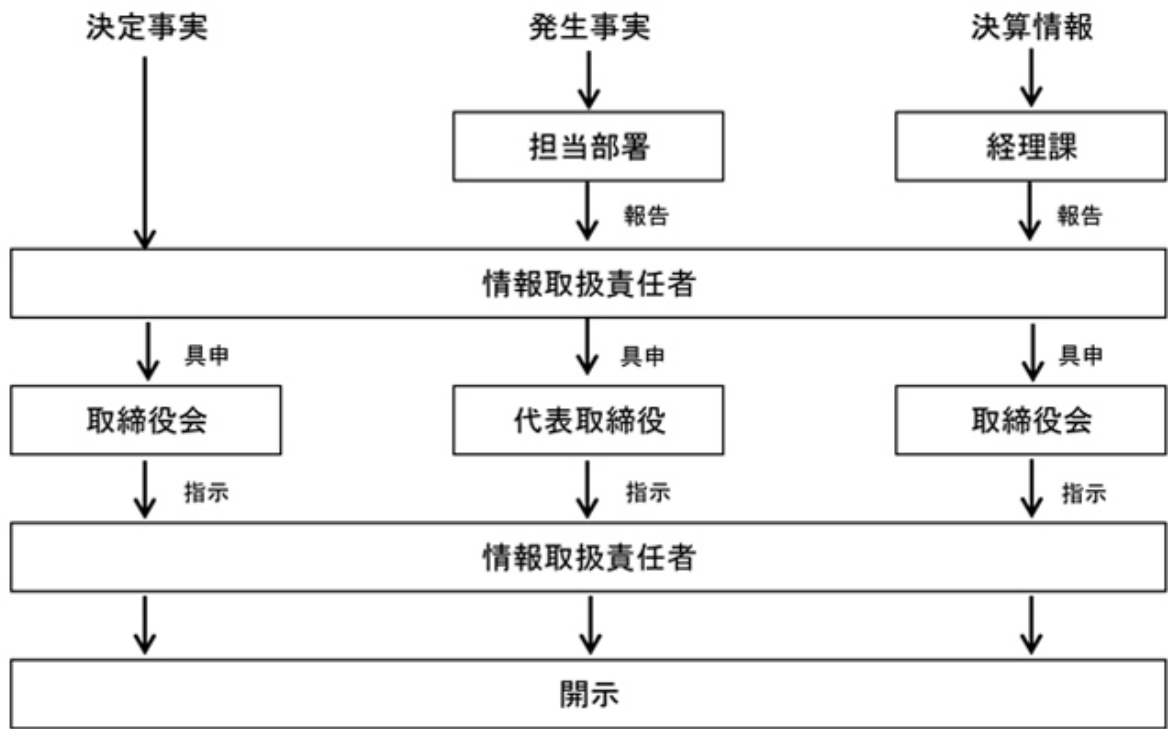 決定事実
発生事実
決算情報
担当部署
経理課
報告
報告
情報取扱責任者
具申
具申
具申
取締役会
代表取締役
取締役会
指示
指示
指示
情報取扱責任者
開示